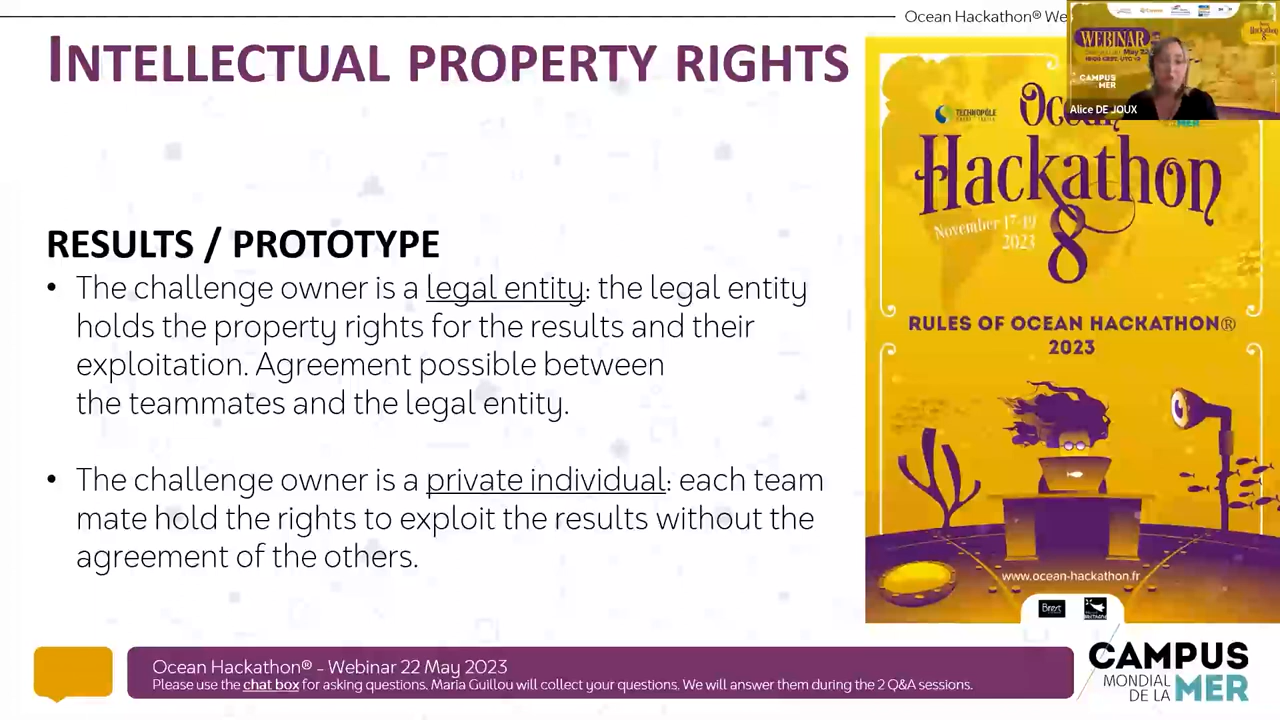 Ocean Hackathon® We
INTELLECTUAL PROPERTY RIGHTS
RESULTS / PROTOTYPE
• The challenge owner is a legal entity: the legal entity
holds the property rights for the results and their
exploitation. Agreement possible between
the teammates and the legal entity.
• The challenge owner is a private individual: each team
mate hold the rights to exploit the results without the
agreement of the others.
WEBINAR
CAMPUS
MER
Alice DE JOUX
TECHNOPÔLE
Ocean
Hackathon
8
November 17-19
2023
RULES OF OCEAN HACKATHON®
2023
www.ocean-hackathon.fr
Brest
BRETAGNE
Ocean Hackathon® - Webinar 22 May 2023
Please use the chat box for asking questions. Maria Guillou will collect your questions. We will answer them during the 2 Q&A sessions.
CAMPUS
MONDIAL
DE LA MER